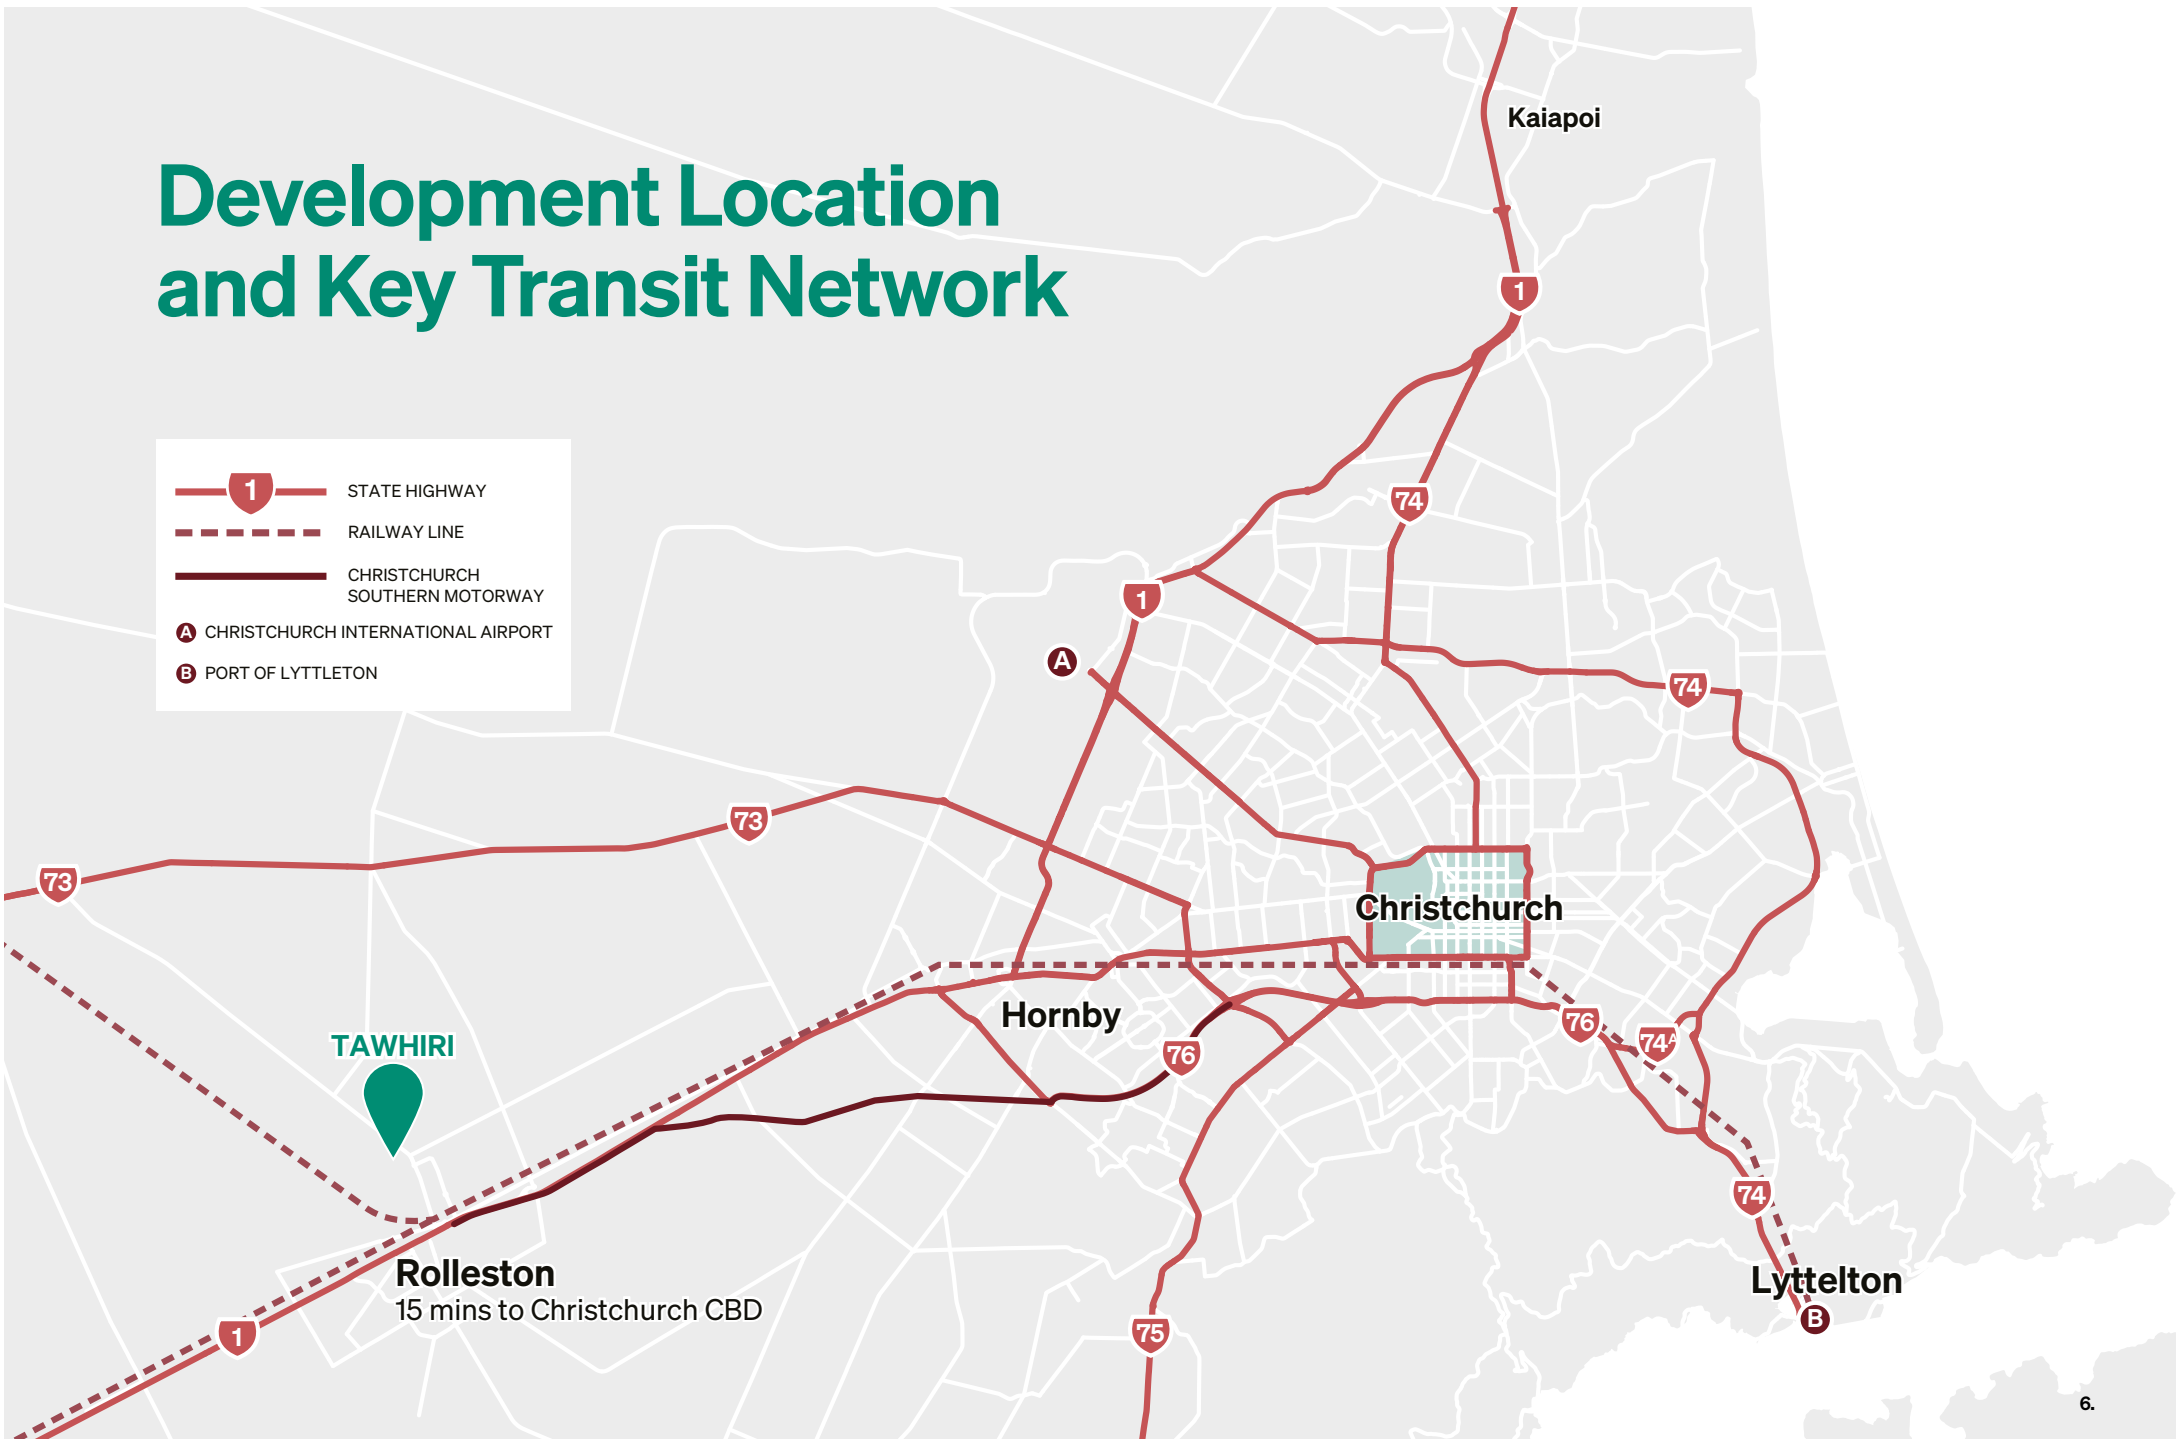 Development Location
and Key Transit Network
1
STATE HIGHWAY
RAILWAY LINE
CHRISTCHURCH
SOUTHERN MOTORWAY
A CHRISTCHURCH INTERNATIONAL AIRPORT
B PORT OF LYTTLETON
Kaiapoi
1
74
1
A
74
73
73
Christchurch
Hornby
76
74A
76
TAWHIRI
74
Rolleston
15 mins to Christchurch CBD
Lyttelton
B
1
75
6.